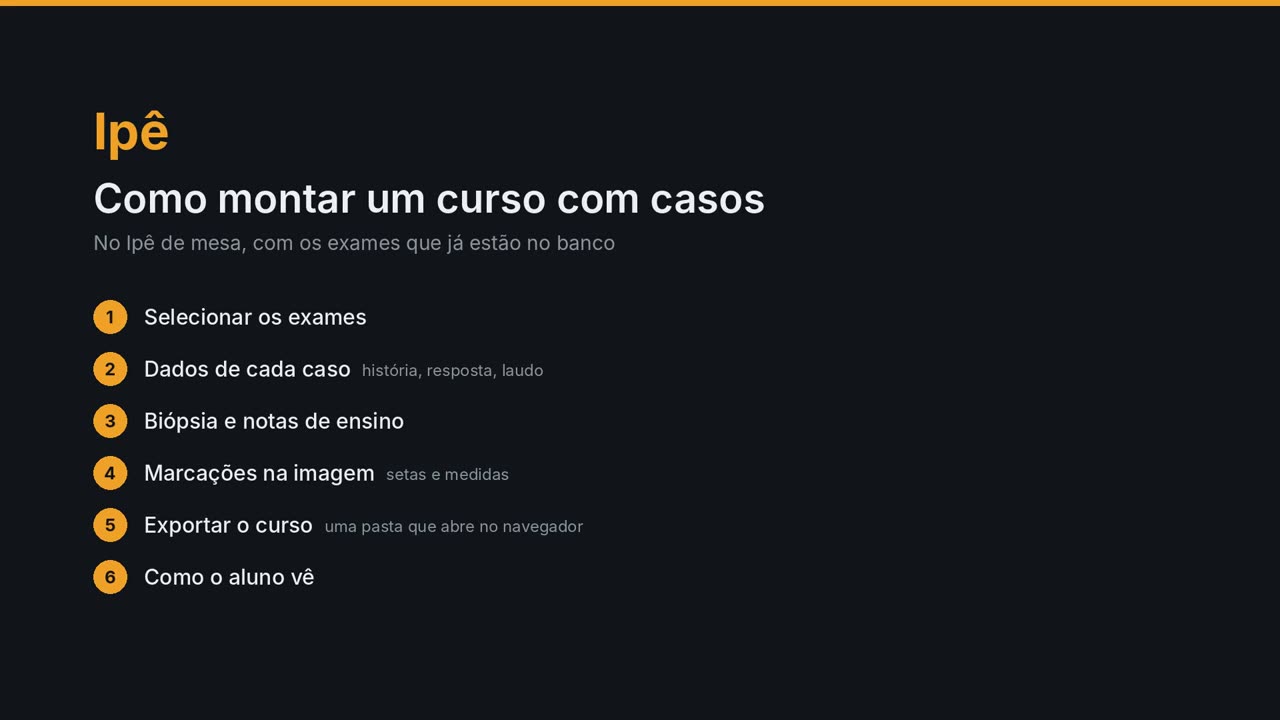 Ipê
Como montar um curso com casos
No Ipê de mesa, com os exames que já estão no banco
1 Selecionar os exames
2 Dados de cada caso história, resposta, laudo
3 Biópsia e notas de ensino
4 Marcações na imagem setas e medidas
5 Exportar o curso uma pasta que abre no navegador
6 Como o aluno vê